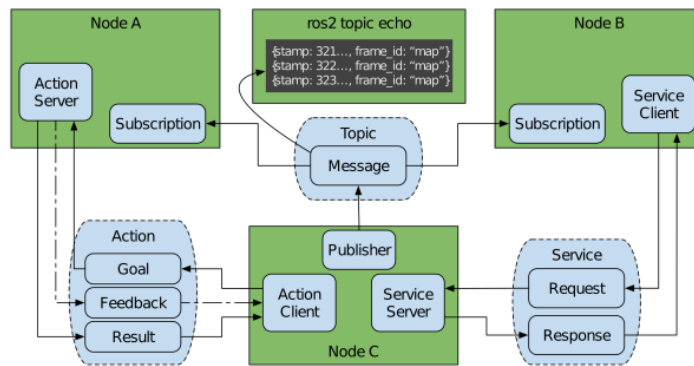 Node A
ros2 topic echo
Node B
{stamp: 321..., frame_id: “map”}
{stamp: 322..., frame_id: “map”}
{stamp: 323..., frame_id: “map”}
Action
Server
Subscription
Subscription
Service
Client
Topic
Message
Action
Goal
Feedback
Result
Publisher
Action
Client
Service
Server
Node C
Service
Request
Response